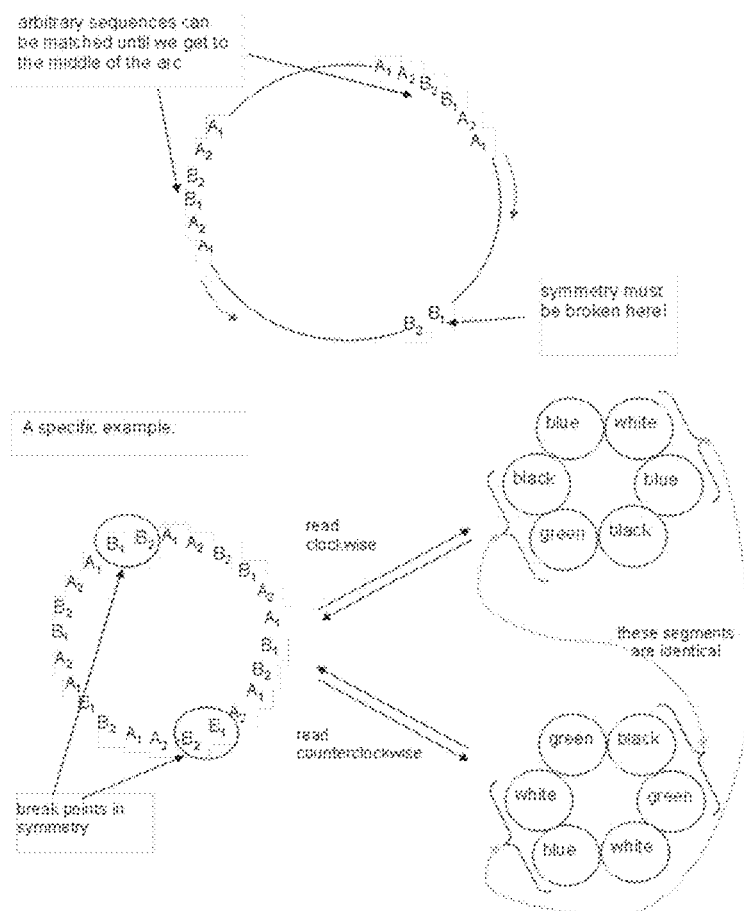 arbitrary sequences can
be matched until we get to
the middle of the arc
A₁ A₂ B₂ B₁ A₂ A₁
A₁
A₂
B₂
B₁
A₂
A₁
symmetry must
be broken here!
B₂ B₁
A specific example.
blue white
black blue
green black
read
clockwise
B₁ B₂ A₁ A₂ B₂ B₁ A₂ A₁ B₁ B₂ A₁
A₁
A₂
B₂
B₁
A₂
A₁
B₂ A₁ A₂ B₂
these segments
are identical
read
counterclockwise
green black
white green
blue white
break points in
symmetry